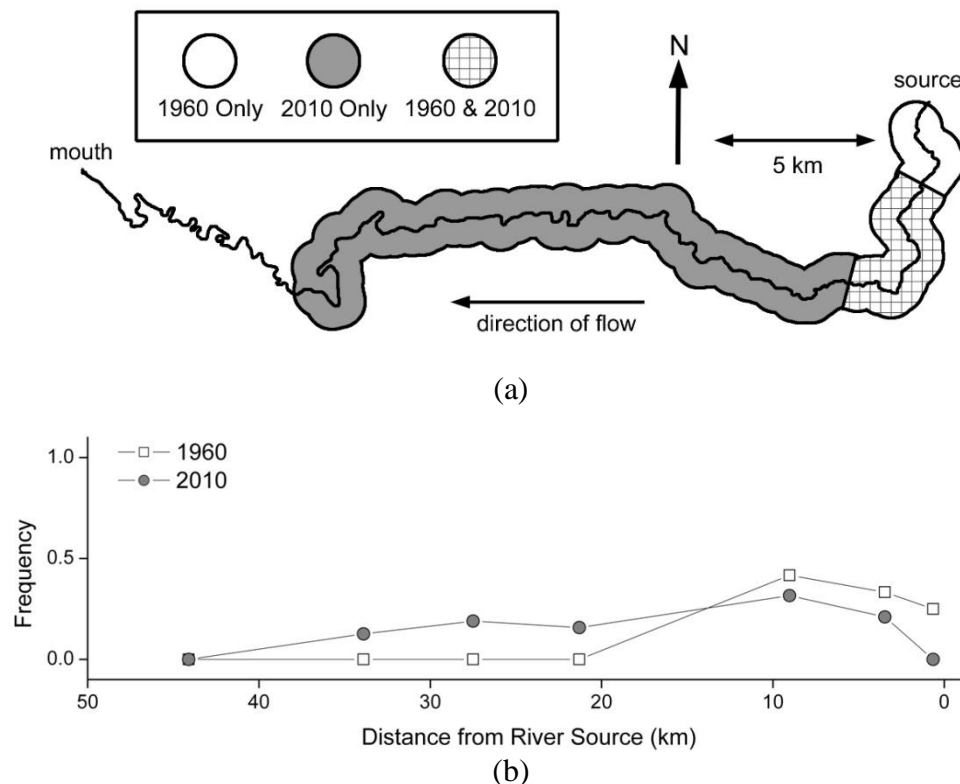 1960 Only 2010 Only 1960 & 2010
N
source
5 km
mouth
direction of flow
(a)
1960
2010
1.0
0.5
0.0
Frequency
50 40 30 20 10 0
Distance from River Source (km)
(b)